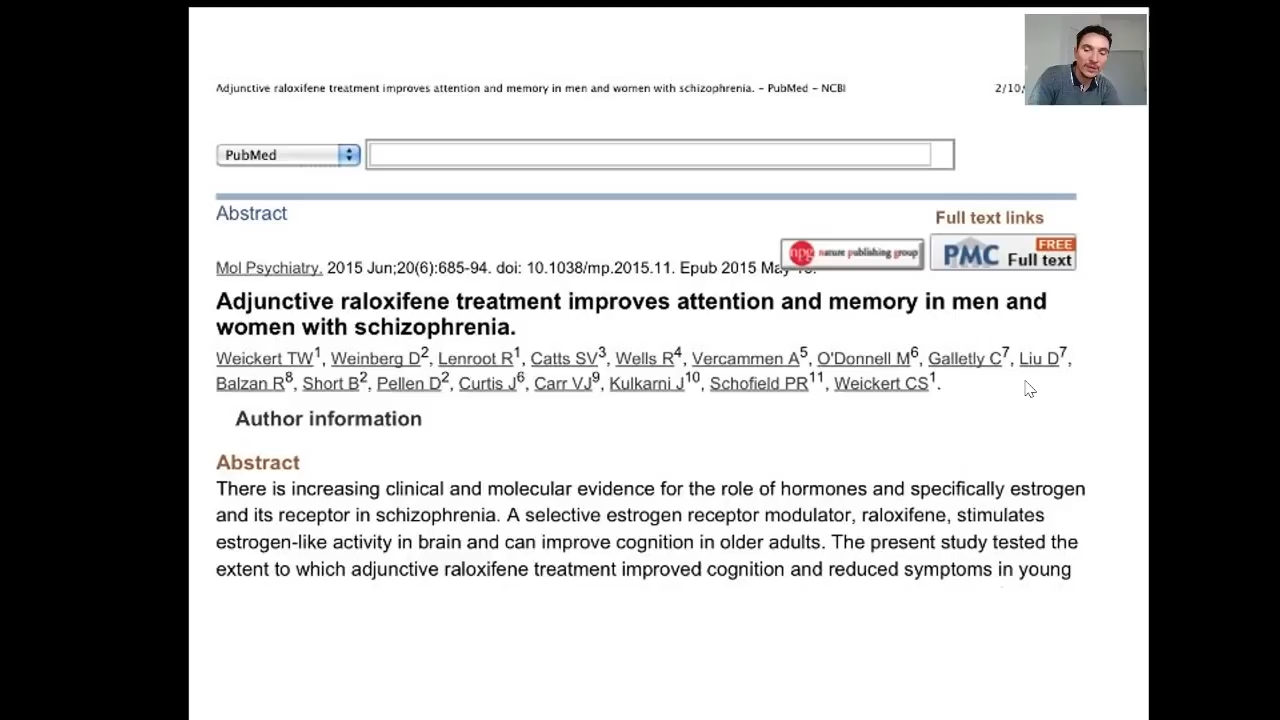 Adjunctive raloxifene treatment improves attention and memory in men and women with schizophrenia. - PubMed - NCBI 2/10/
PubMed
Abstract
Full text links
npg nature publishing group
PMC FREE Full text
Mol Psychiatry. 2015 Jun;20(6):685-94. doi: 10.1038/mp.2015.11. Epub 2015
Adjunctive raloxifene treatment improves attention and memory in men and
women with schizophrenia.
Weickert TW1, Weinberg D2, Lenroot R1, Catts SV3, Wells R4, Vercammen A5, O'Donnell M6, Galletly C7, Liu D7,
Balzan R8, Short B2, Pellen D2, Curtis J6, Carr VJ9, Kulkarni J10, Schofield PR11, Weickert CS1.
Author information
Abstract
There is increasing clinical and molecular evidence for the role of hormones and specifically estrogen
and its receptor in schizophrenia. A selective estrogen receptor modulator, raloxifene, stimulates
estrogen-like activity in brain and can improve cognition in older adults. The present study tested the
extent to which adjunctive raloxifene treatment improved cognition and reduced symptoms in young